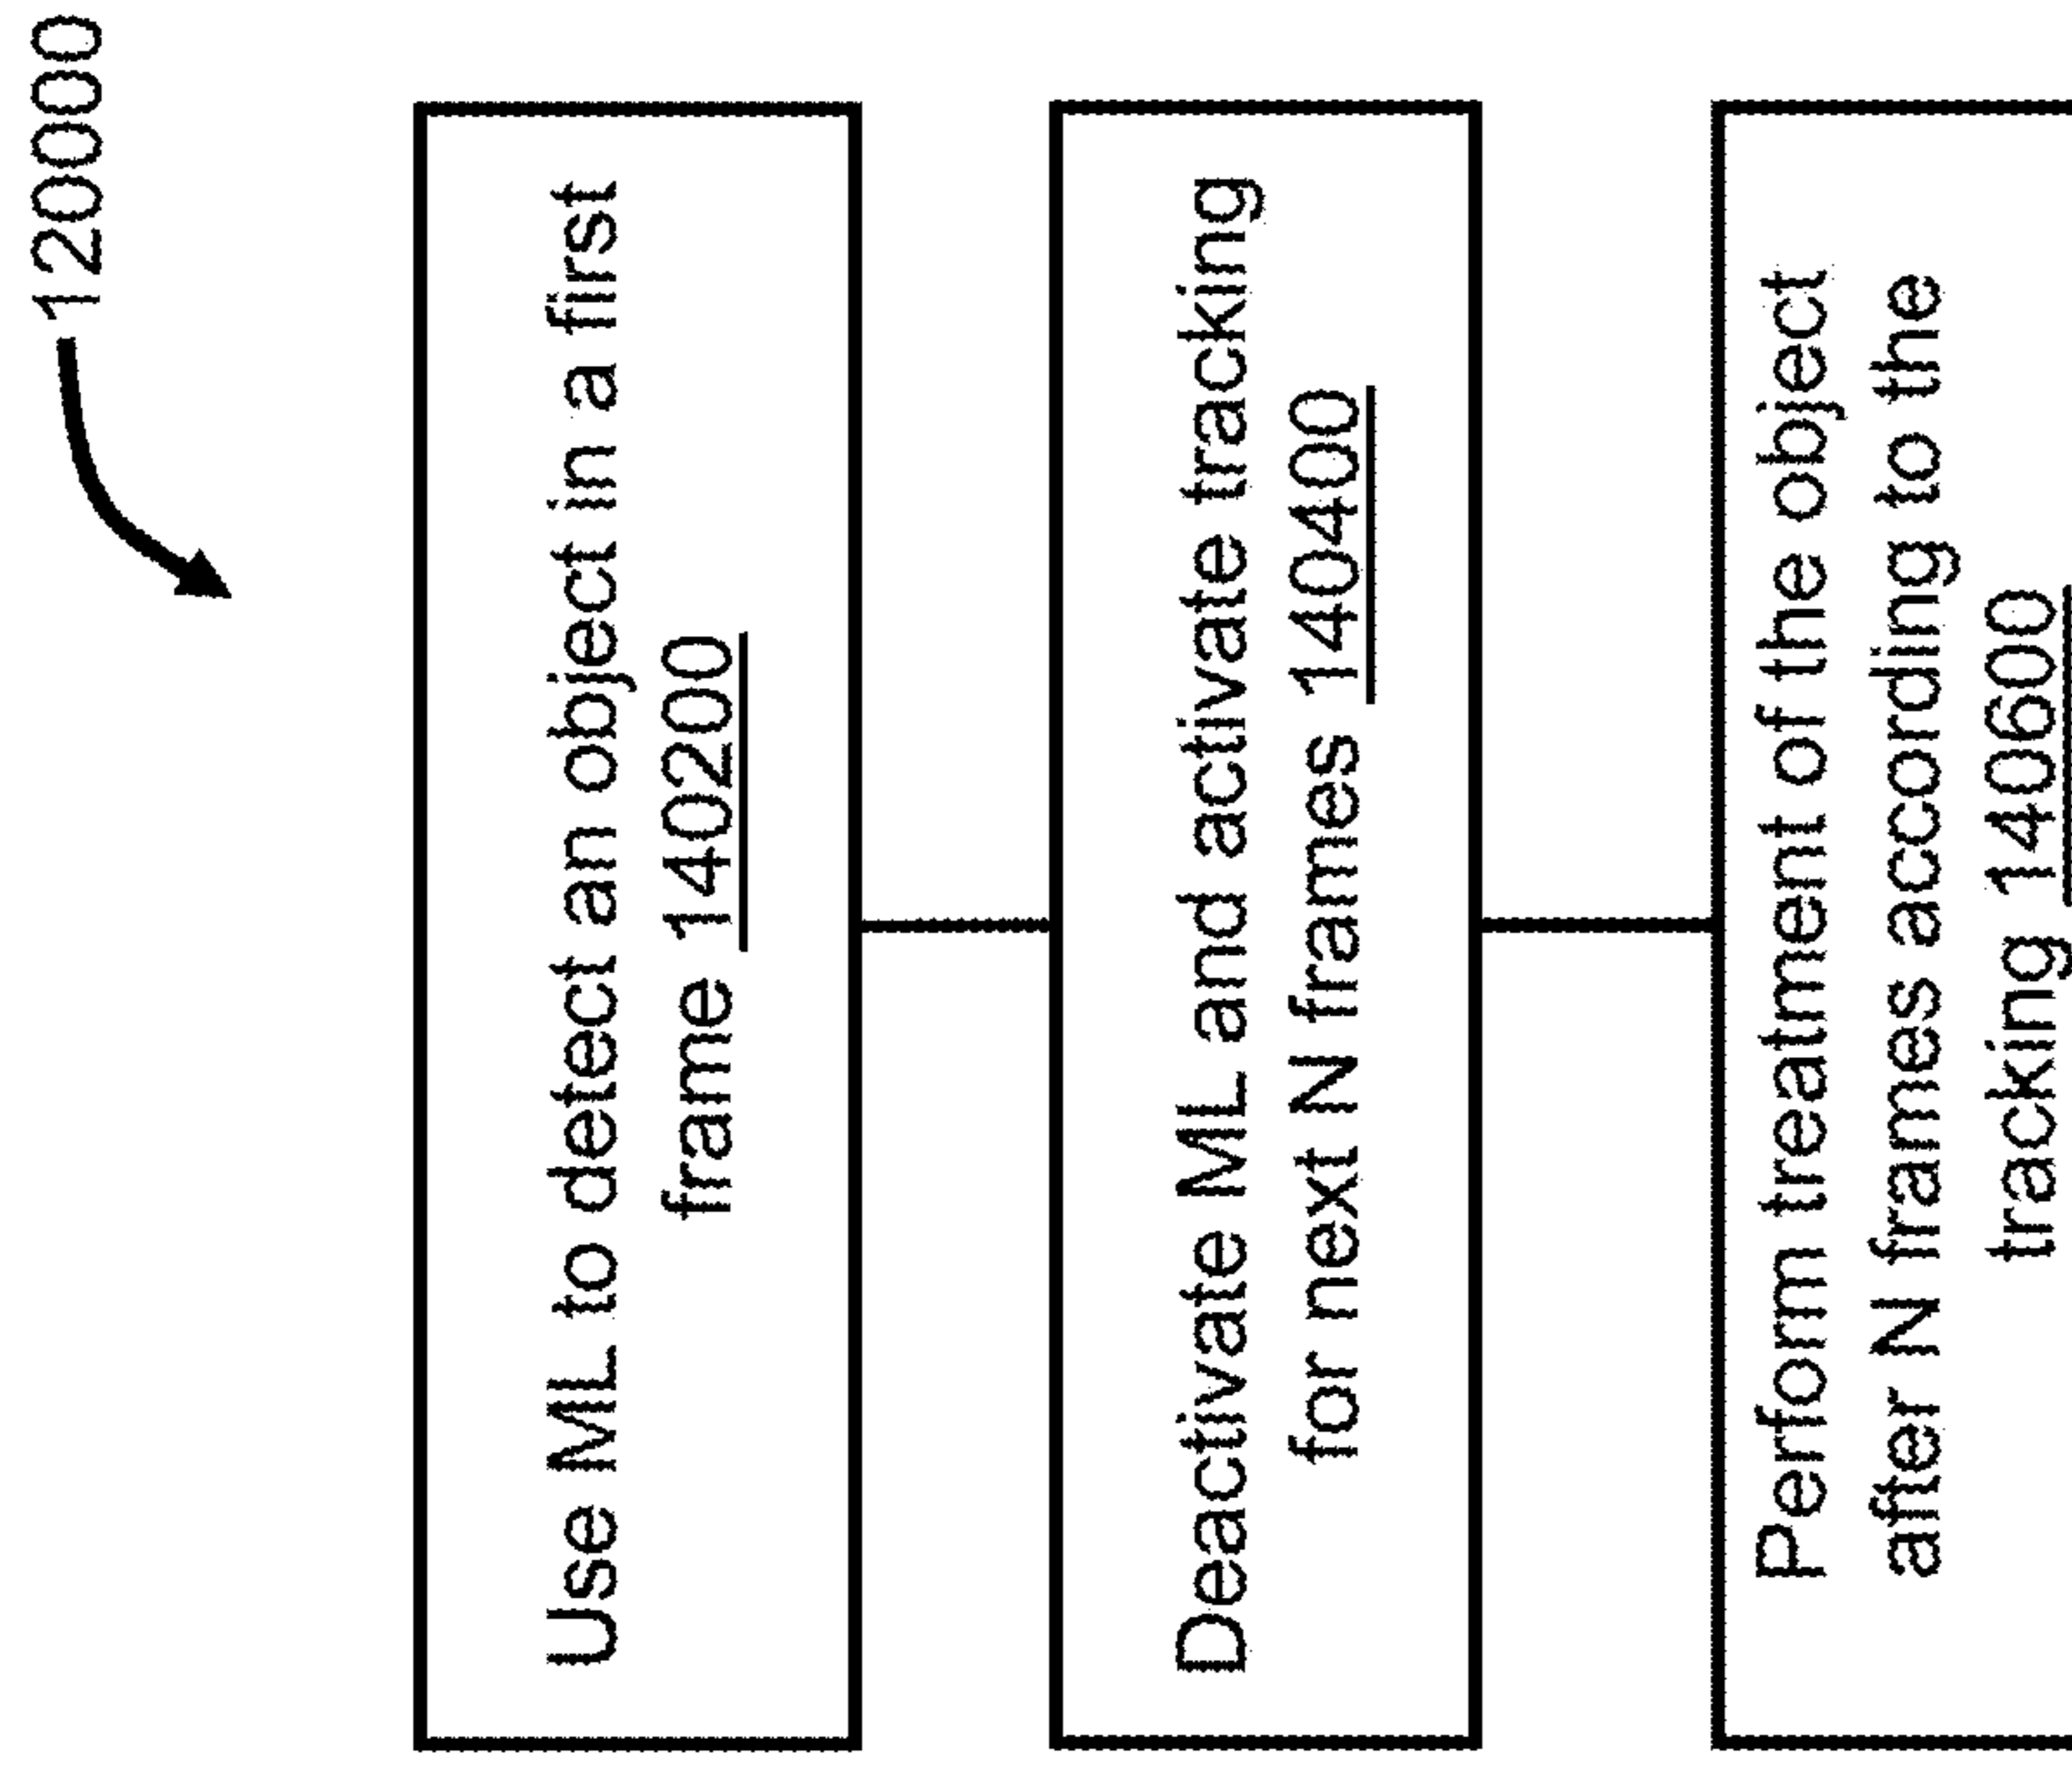 120000
Use ML to detect an object in a first
frame 140200
Deactivate ML and activate tracking
for next N frames 140400
Perform treatment of the object
after N frames according to the
tracking 140600